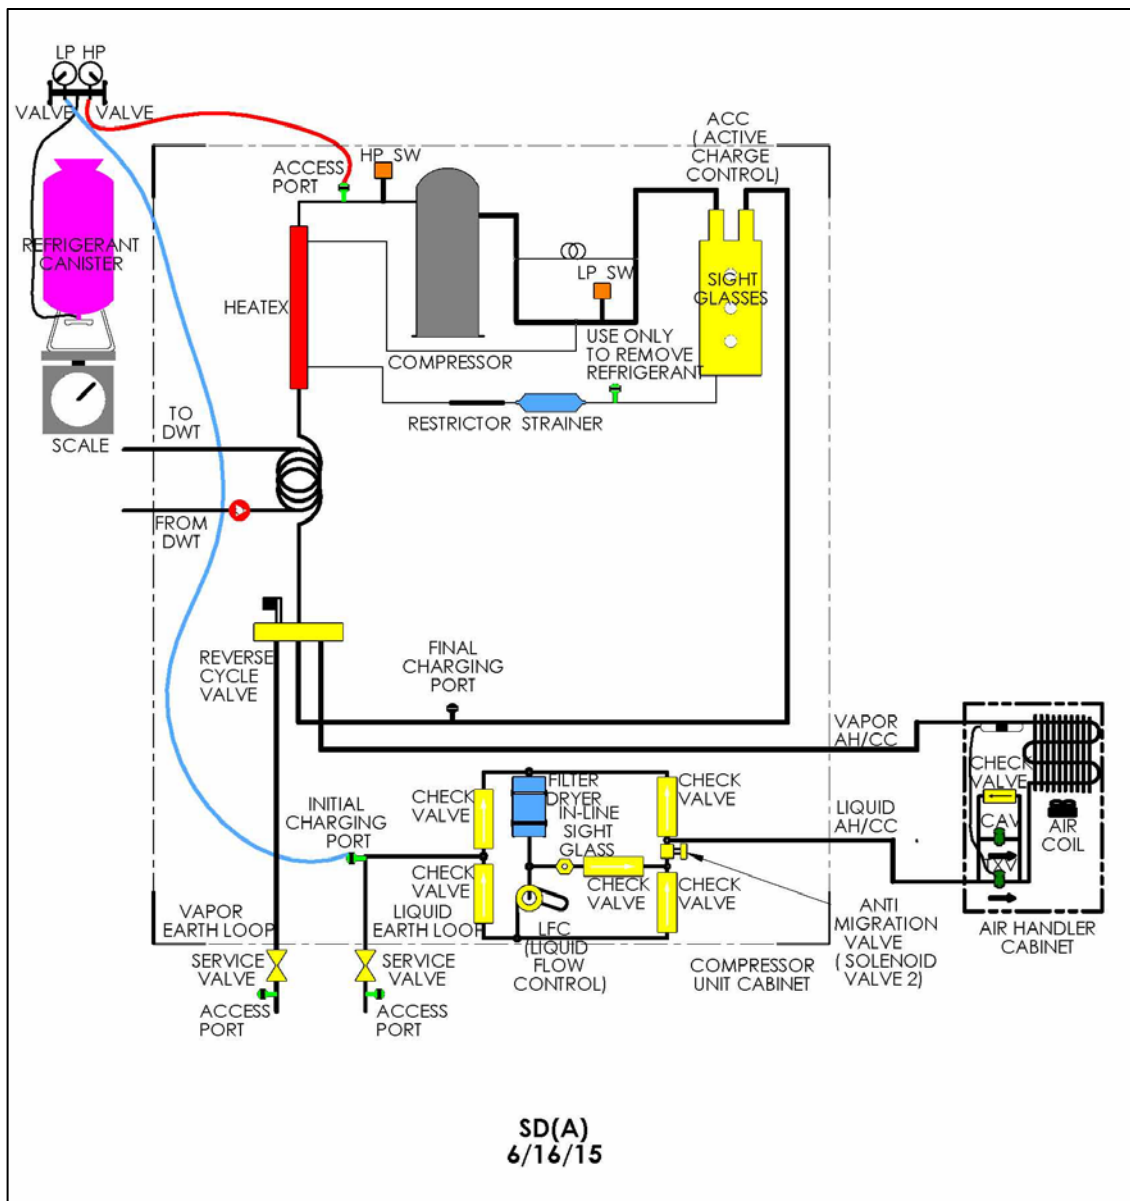 LP HP
VALVE VALVE
REFRIGERANT
CANISTER
SCALE
ACCESS
PORT
HP SW
ACC
( ACTIVE
CHARGE
CONTROL)
HEATEX
COMPRESSOR
LP SW
SIGHT
GLASSES
USE ONLY
TO REMOVE
REFRIGERANT
RESTRICTOR STRAINER
TO
DWT
FROM
DWT
REVERSE
CYCLE
VALVE
FINAL
CHARGING
PORT
VAPOR
AH/CC
LIQUID
AH/CC
INITIAL
CHARGING
PORT
CHECK
VALVE
FILTER
DRYER
IN-LINE
SIGHT
GLASS
CHECK
VALVE
CHECK
VALVE
CHECK
VALVE
CHECK
VALVE
LFC
(LIQUID
FLOW
CONTROL)
VAPOR
EARTH LOOP
LIQUID
EARTH LOOP
SERVICE
VALVE
SERVICE
VALVE
ACCESS
PORT
ACCESS
PORT
COMPRESSOR
UNIT CABINET
ANTI
MIGRATION
VALVE
( SOLENOID
VALVE 2)
CHECK
VALVE
CAV
TXV
AIR
COIL
AIR HANDLER
CABINET
SD(A)
6/16/15